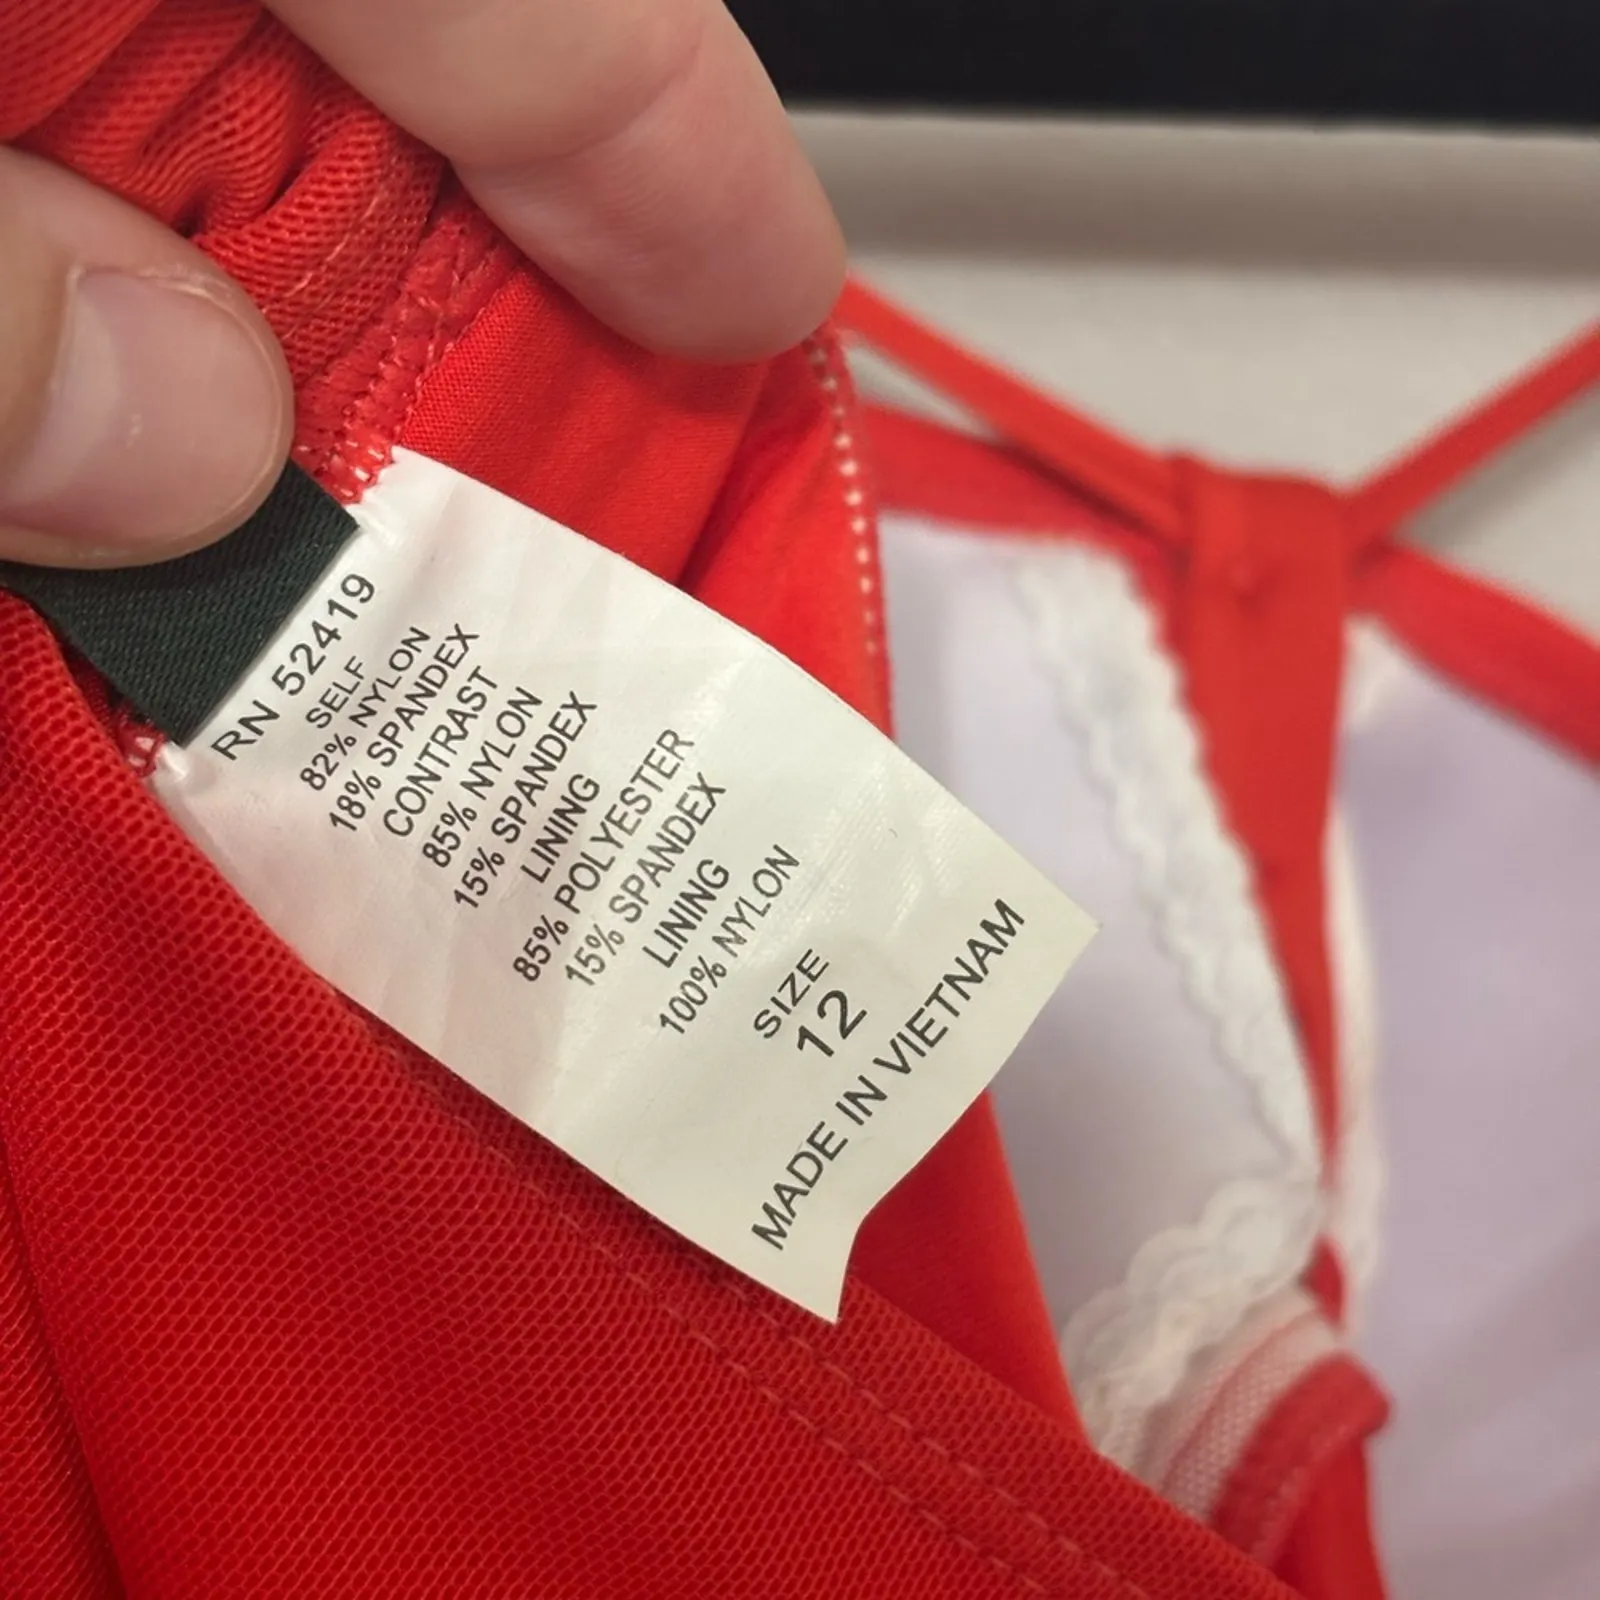 RN 52419
SELF
82% NYLON
18% SPANDEX
CONTRAST
85% NYLON
15% SPANDEX
LINING
85% POLYESTER
15% SPANDEX
LINING
100% NYLON
SIZE
12
MADE IN VIETNAM